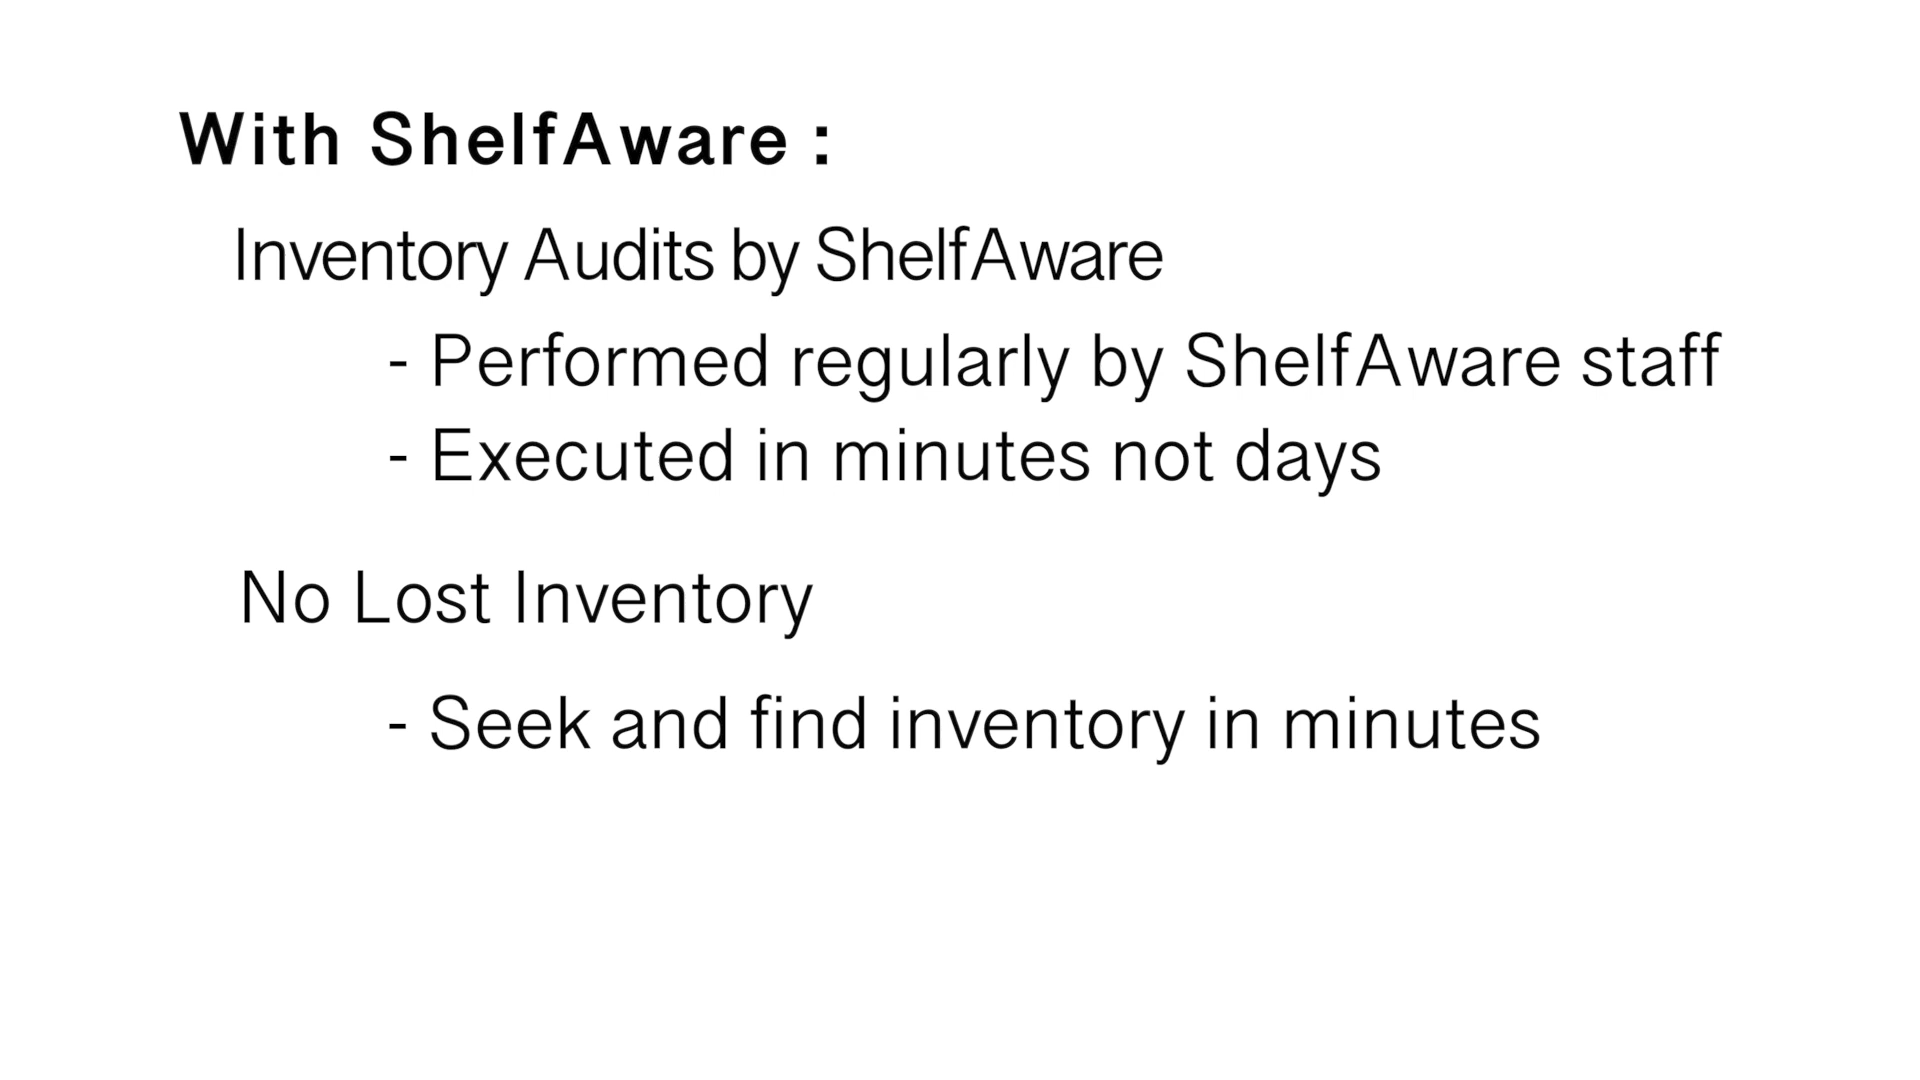 With ShelfAware :
Inventory Audits by ShelfAware
- Performed regularly by ShelfAware staff
- Executed in minutes not days
No Lost Inventory
- Seek and find inventory in minutes